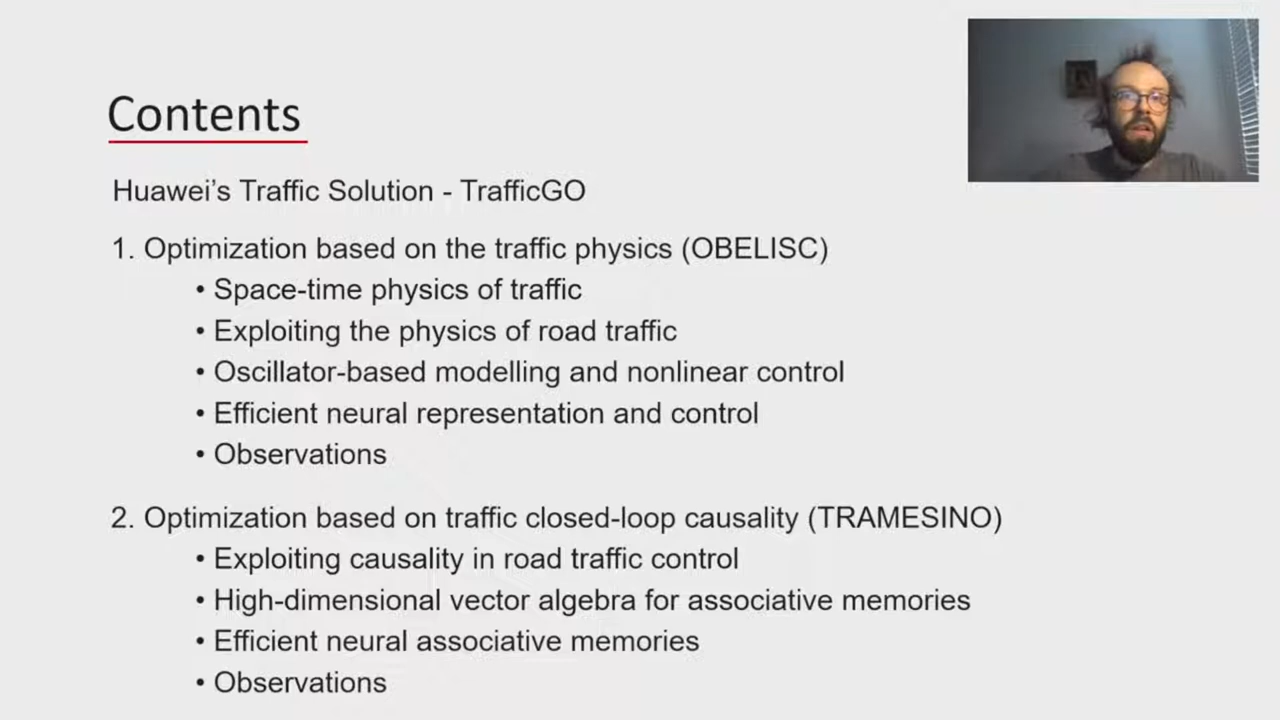 Contents
Huawei’s Traffic Solution - TrafficGO
1. Optimization based on the traffic physics (OBELISC)
• Space-time physics of traffic
• Exploiting the physics of road traffic
• Oscillator-based modelling and nonlinear control
• Efficient neural representation and control
• Observations
2. Optimization based on traffic closed-loop causality (TRAMESINO)
• Exploiting causality in road traffic control
• High-dimensional vector algebra for associative memories
• Efficient neural associative memories
• Observations